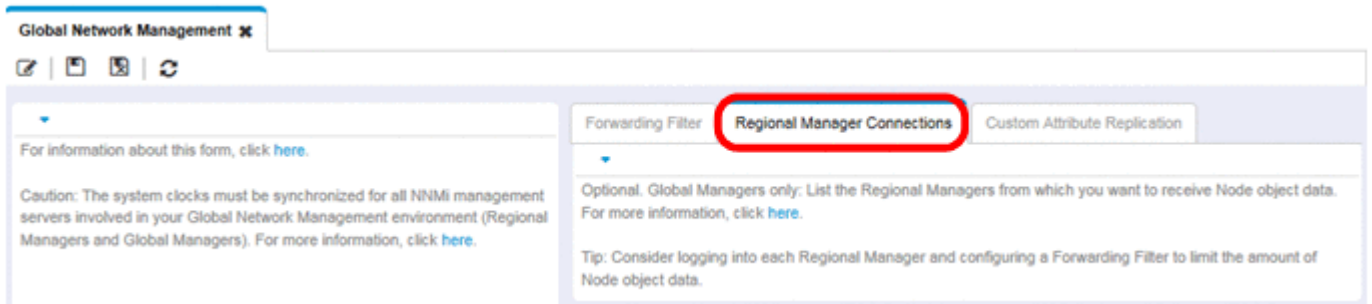 Global Network Management
Forwarding Filter
Regional Manager Connections
Custom Attribute Replication
For information about this form, click here.
Caution: The system clocks must be synchronized for all NNMi management
servers involved in your Global Network Management environment (Regional
Managers and Global Managers). For more information, click here.
Optional. Global Managers only: List the Regional Managers from which you want to receive Node object data.
For more information, click here.
Tip: Consider logging into each Regional Manager and configuring a Forwarding Filter to limit the amount of
Node object data.